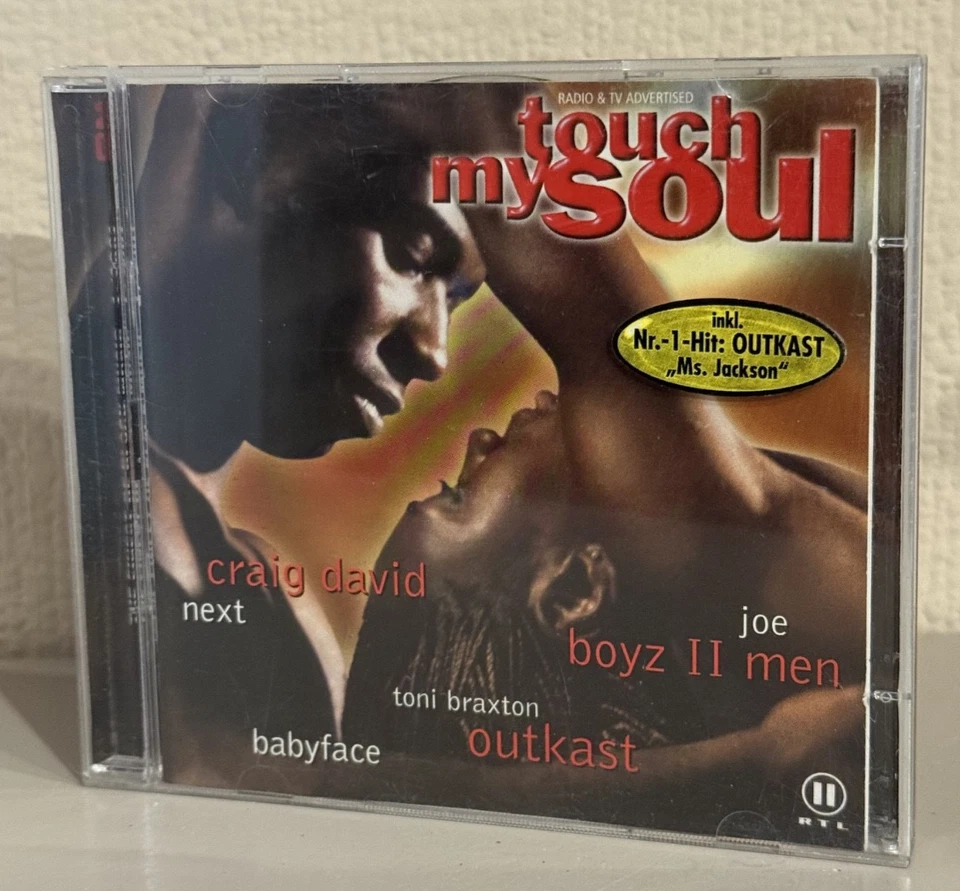 RADIO & TV ADVERTISED
touch
my soul
inkl.
Nr.-1-Hit: OUTKAST
„Ms. Jackson“
craig david
next
joe
boyz II men
toni braxton
babyface
outkast
II
RTL